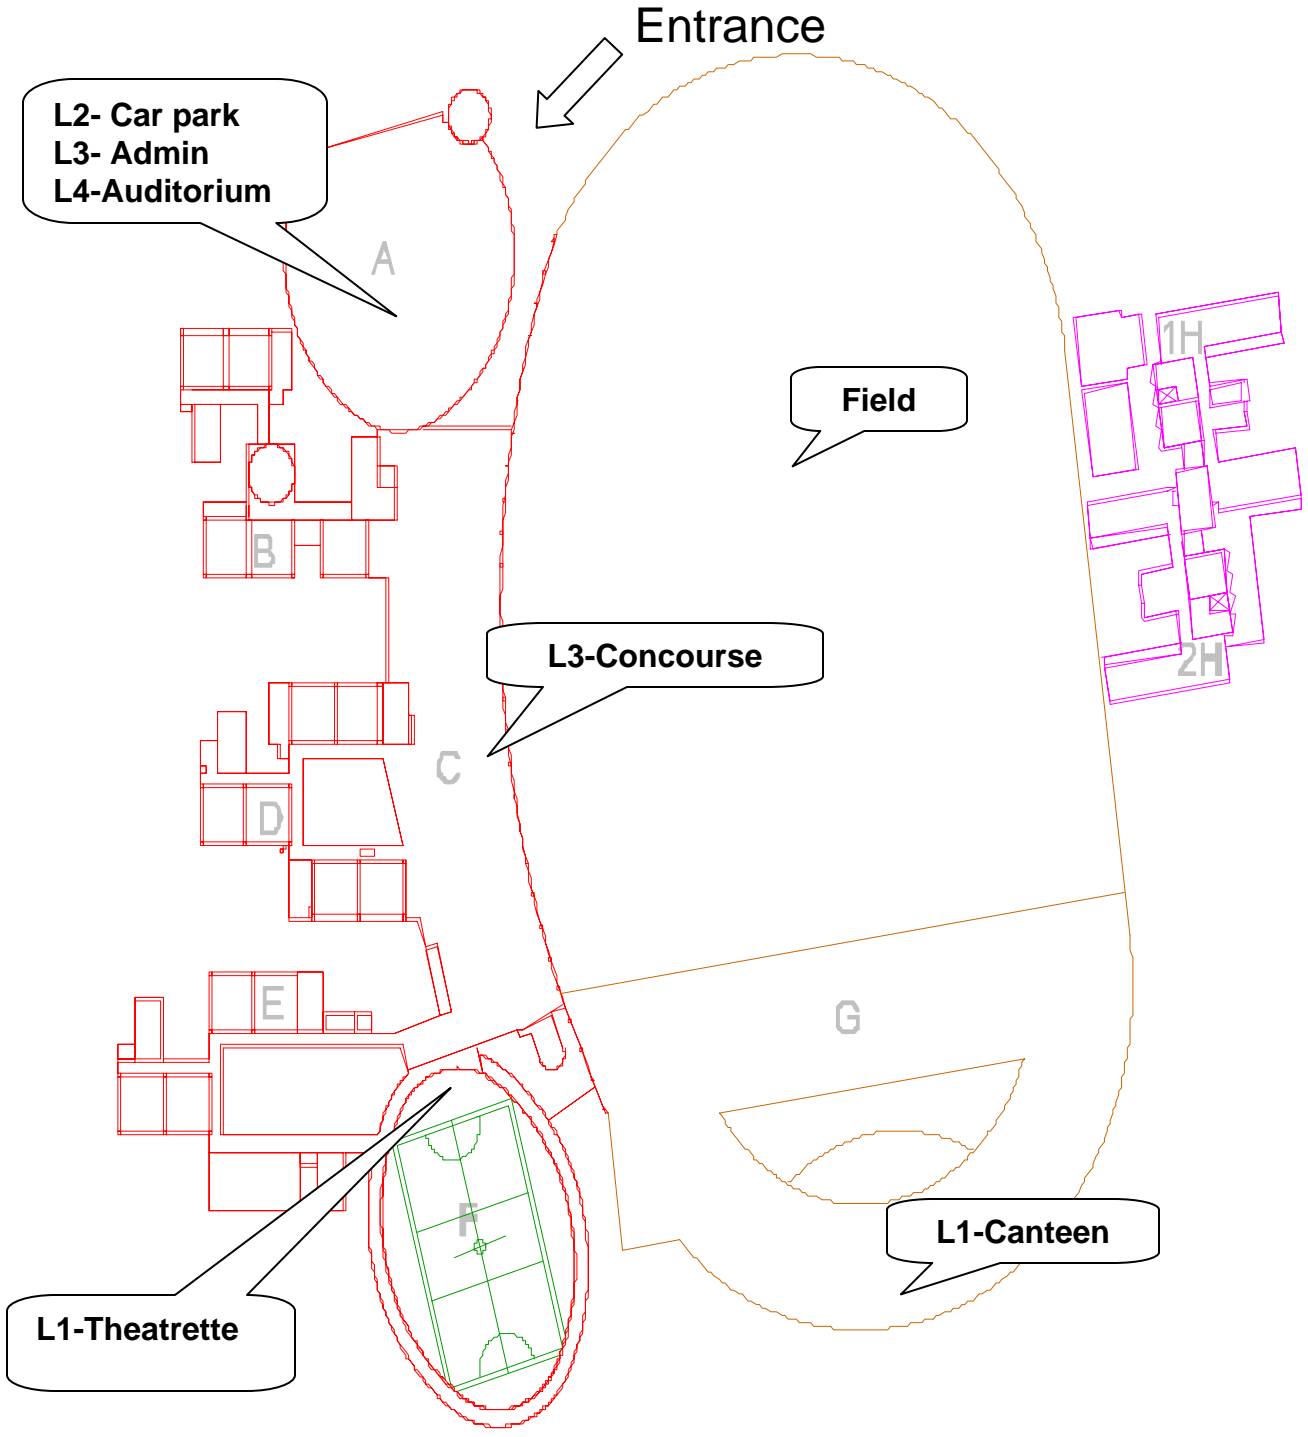 Entrance
L2- Car park
L3- Admin
L4-Auditorium
A
1H
Field
B
L3-Concourse
2H
C
D
E
G
F
L1-Canteen
L1-Theatrette